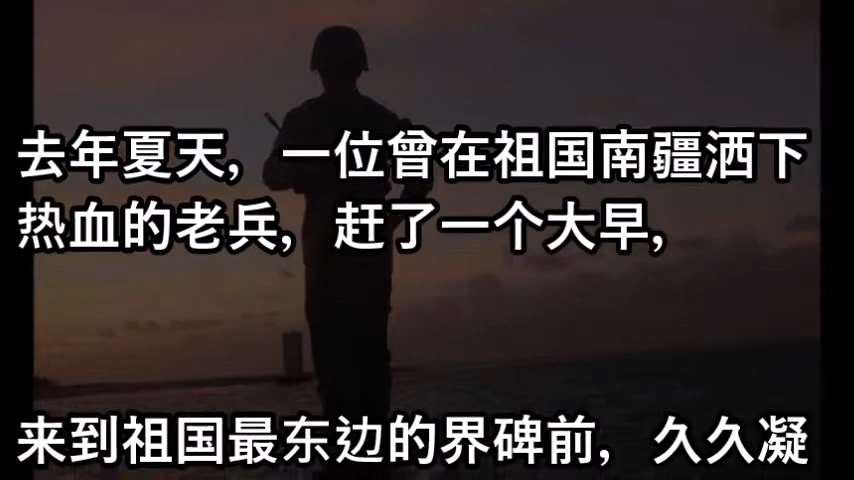 去年夏天，一位曾在祖国南疆洒下
热血的老兵，赶了一个大早，
来到祖国最东边的界碑前，久久凝